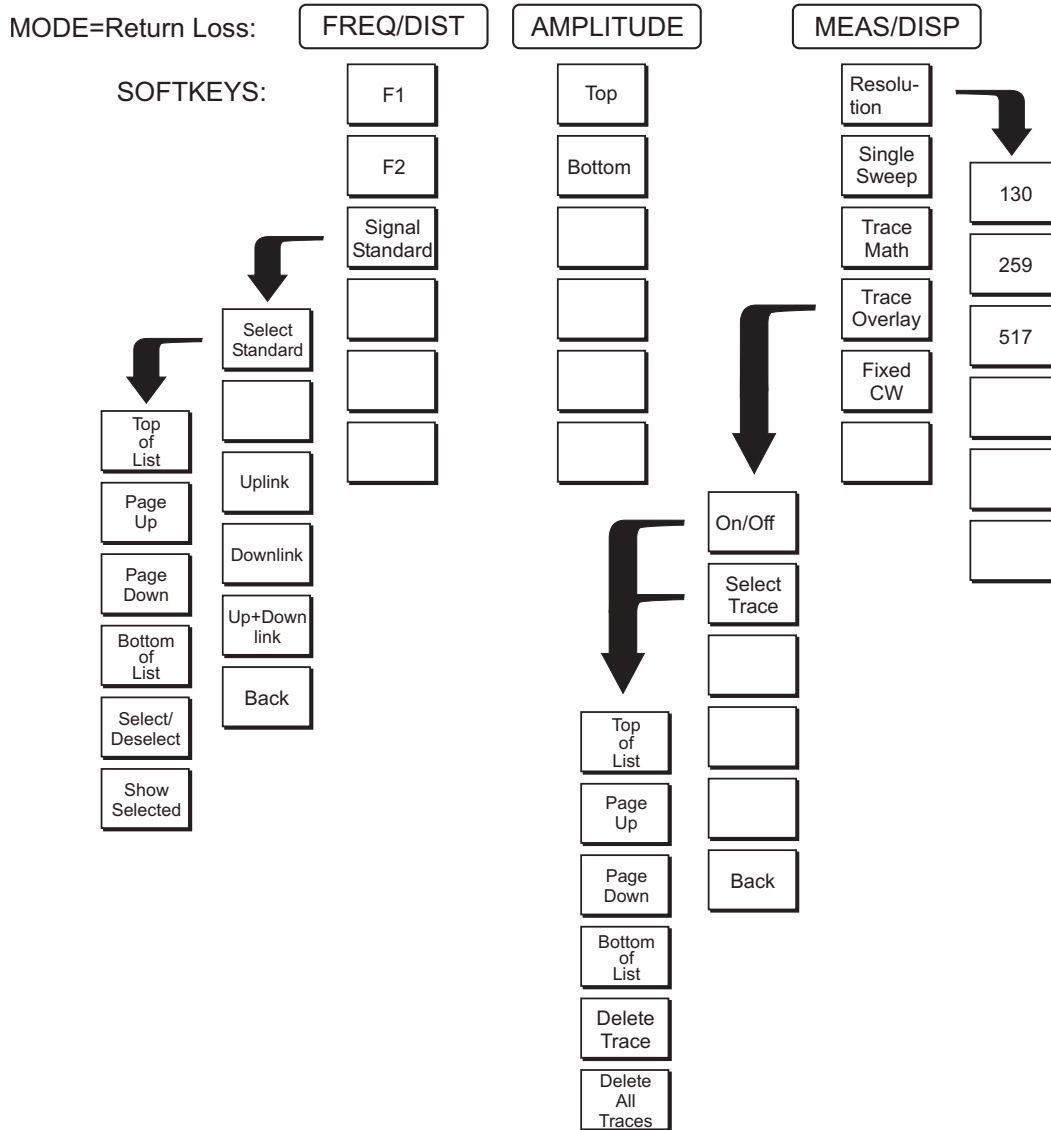 MODE=Return Loss:
FREQ/DIST
AMPLITUDE
MEAS/DISP
SOFTKEYS:
F1
F2
Signal
Standard
Select
Standard
Uplink
Downlink
Up+Down
link
Back
Top
of
List
Page
Up
Page
Down
Bottom
of
List
Select/
Deselect
Show
Selected
Top
Bottom
Resolu-
tion
Single
Sweep
Trace
Math
Trace
Overlay
Fixed
CW
130
259
517
On/Off
Select
Trace
Back
Top
of
List
Page
Up
Page
Down
Bottom
of
List
Delete
Trace
Delete
All
Traces